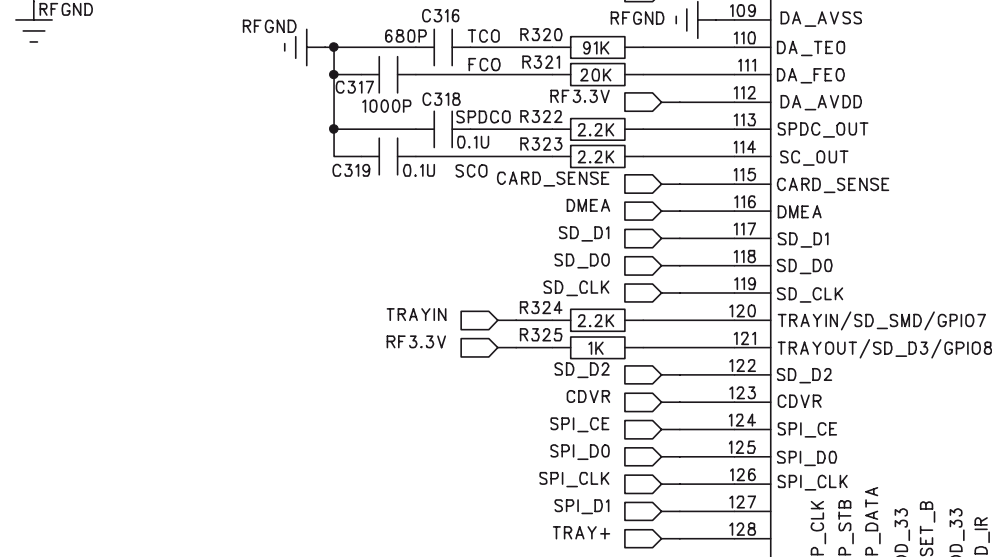 RFGND
RFGND 109 DA_AVSS
C316
RFGND 680P TCO R320 91K 110 DA_TEO
FCO R321 20K 111 DA_FEO
C317
1000P C318 RF3.3V 112 DA_AVDD
SPDCO R322 2.2K 113 SPDC_OUT
0.1U R323 2.2K 114 SC_OUT
C319 0.1U SCO
CARD_SENSE 115 CARD_SENSE
DMEA 116 DMEA
SD_D1 117 SD_D1
SD_D0 118 SD_D0
SD_CLK 119 SD_CLK
TRAYIN R324 2.2K 120 TRAYIN/SD_SMD/GPIO7
RF3.3V R325 1K 121 TRAYOUT/SD_D3/GPIO8
SD_D2 122 SD_D2
CDVR 123 CDVR
SPI_CE 124 SPI_CE
SPI_D0 125 SPI_D0
SPI_CLK 126 SPI_CLK
SPI_D1 127
TRAY+ 128
P_CLK
P_STB
P_DATA
DD_33
SET_B
DD_33
D_IR